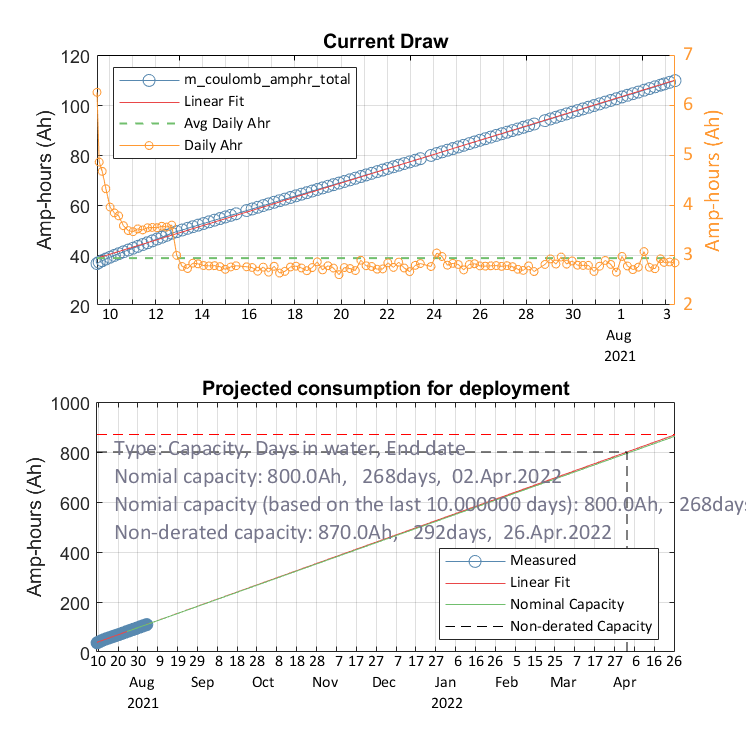 Current Draw
120
100
80
60
40
20
Amp-hours (Ah)
7
6
5
4
3
2
Amp-hours (Ah)
m_coulomb_amphr_total
Linear Fit
Avg Daily Ahr
Daily Ahr
10 12 14 16 18 20 22 24 26 28 30 1 3
Aug
2021
Projected consumption for deployment
1000
800
600
400
200
0
Amp-hours (Ah)
Type: Capacity, Days in water, End date
Nomial capacity: 800.0Ah, 268days, 02.Apr.2022
Nomial capacity (based on the last 10.000000 days): 800.0Ah, 268days
Non-derated capacity: 870.0Ah, 292days, 26.Apr.2022
Measured
Linear Fit
Nominal Capacity
Non-derated Capacity
10 20 30 9 19 29 8 18 28 8 18 28 7 17 27 7 17 27 6 16 26 5 15 25 7 17 27 6 16 26
Aug Sep Oct Nov Dec Jan Feb Mar Apr
2021 2022